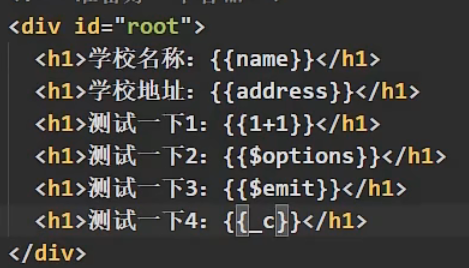 <div id="root">
<h1>学校名称：{{name}}</h1>
<h1>学校地址：{{address}}</h1>
<h1>测试一下1：{{1+1}}</h1>
<h1>测试一下2：{{$options}}</h1>
<h1>测试一下3：{{$emit}}</h1>
<h1>测试一下4：{{_c}}</h1>
</div>